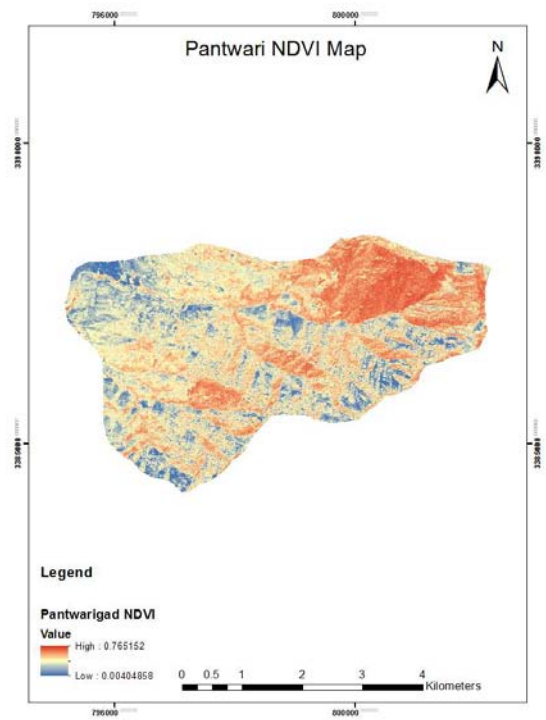 796000 800000
Pantwari NDVI Map
N
Legend
Pantwarigad NDVI
Value
High : 0.765152
Low : 0.00404858
0 0.5 1 2 3 4
Kilometers
796000 800000